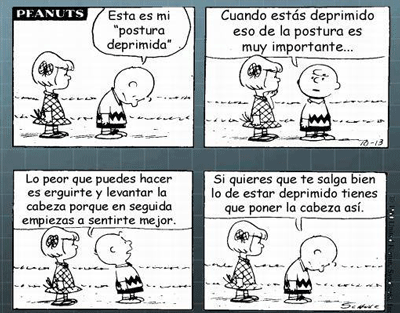 PEANUTS
Esta es mi
"postura
deprimida"
Cuando estás deprimido
eso de la postura es
muy importante...
10-13
Lo peor que puedes hacer
es erguirte y levantar la
cabeza porque en seguida
empiezas a sentirte mejor.
Si quieres que te salga bien
lo de estar deprimido tienes
que poner la cabeza así.
SCHULZ